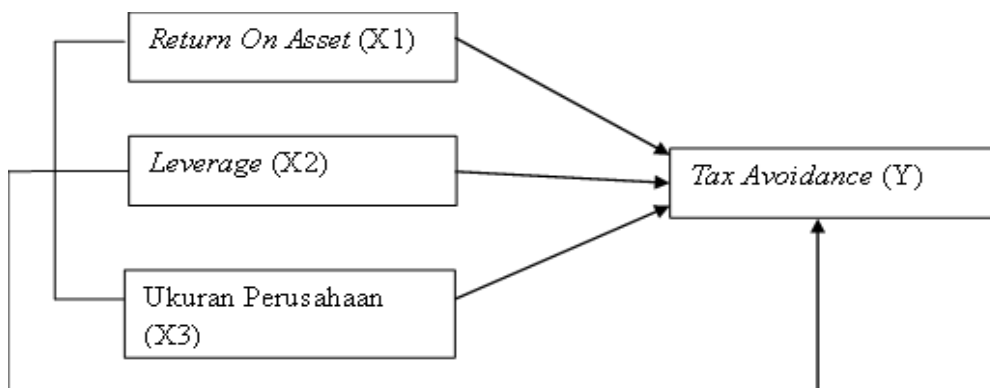 Return On Asset (X1)
Leverage (X2)
Tax Avoidance (Y)
Ukuran Perusahaan
(X3)